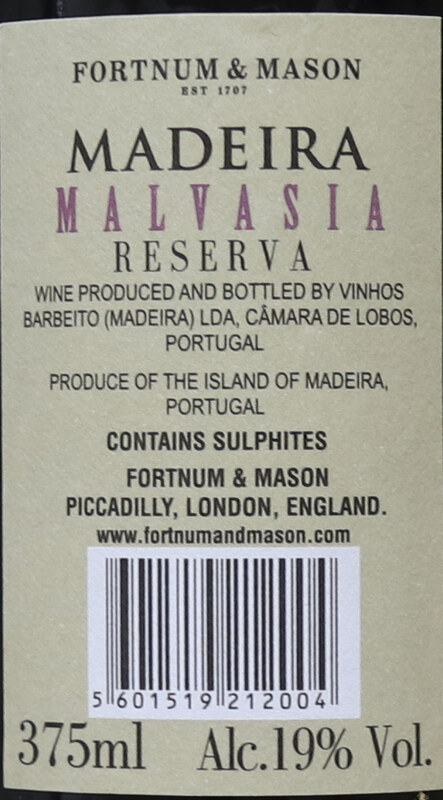 FORTNUM & MASON
EST 1707
MADEIRA
MALVASIA
RESERVA
WINE PRODUCED AND BOTTLED BY VINHOS
BARBEITO (MADEIRA) LDA, CÂMARA DE LOBOS,
PORTUGAL
PRODUCE OF THE ISLAND OF MADEIRA,
PORTUGAL
CONTAINS SULPHITES
FORTNUM & MASON
PICCADILLY, LONDON, ENGLAND.
www.fortnumandmason.com
5 601519 212004
375ml Alc.19% Vol.